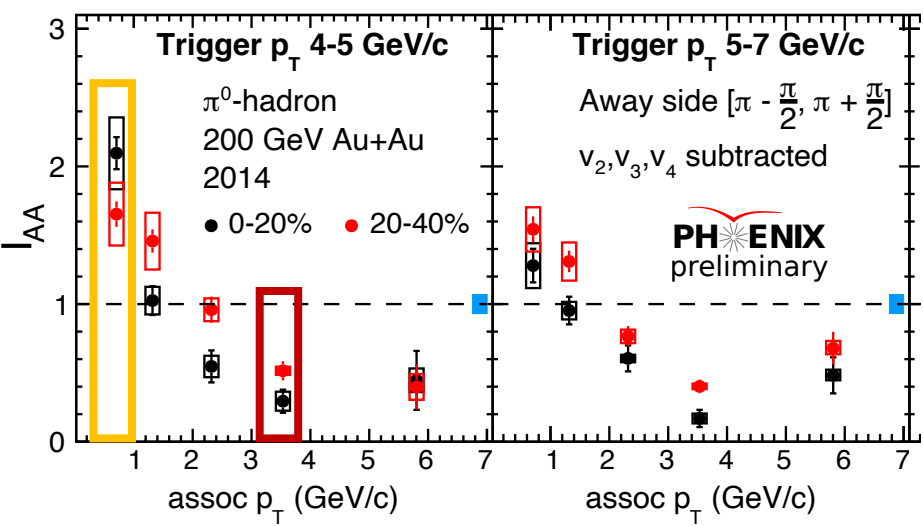 Trigger p_T 4-5 GeV/c
π⁰-hadron
200 GeV Au+Au
2014
0-20% 20-40%
Trigger p_T 5-7 GeV/c
Away side [π - π/2, π + π/2]
v₂,v₃,v₄ subtracted
PHENIX
preliminary
I_AA
3
2
1
0
1 2 3 4 5 6 7
assoc p_T (GeV/c)
1 2 3 4 5 6 7
assoc p_T (GeV/c)